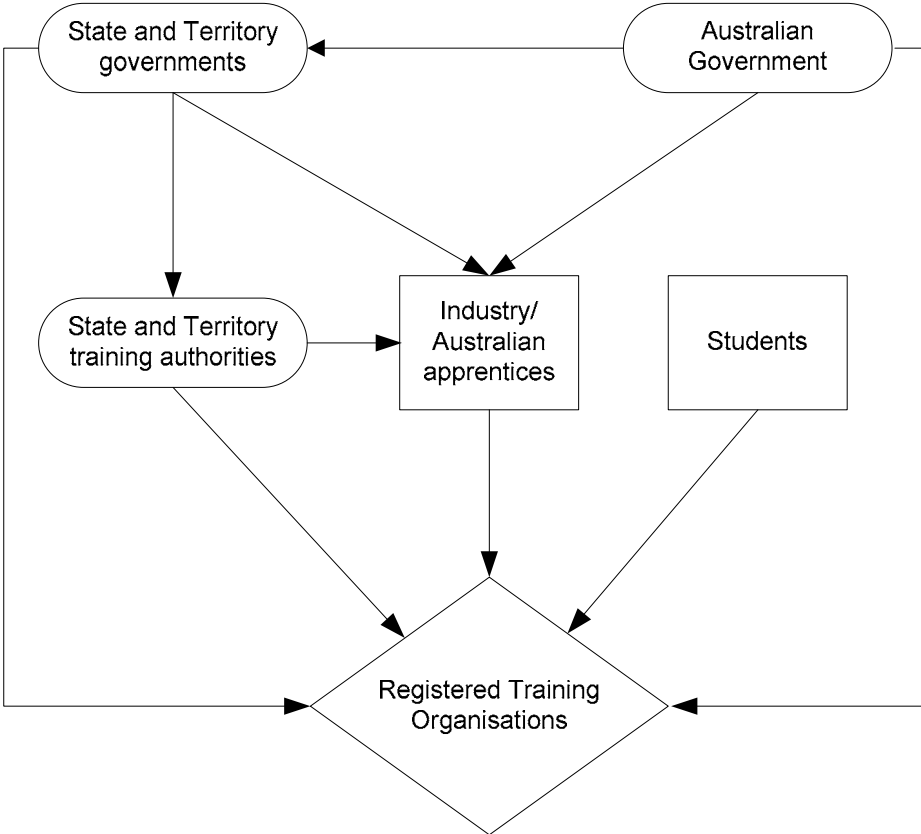 State and Territory
governments
Australian
Government
State and Territory
training authorities
Industry/
Australian
apprentices
Students
Registered Training
Organisations